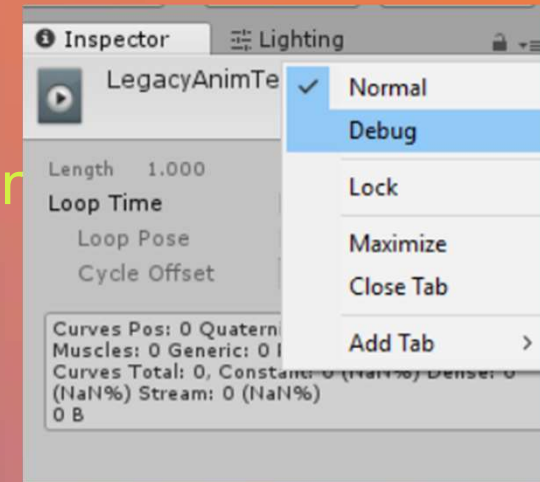 Inspector
Lighting
LegacyAnimTe
Normal
Debug
Lock
Maximize
Close Tab
Add Tab
Length 1.000
Loop Time
Loop Pose
Cycle Offset
Curves Pos: 0 Quaterni
Muscles: 0 Generic: 0
Curves Total: 0, Constant: 0 (NaN%) Dense: 0
(NaN%) Stream: 0 (NaN%)
0 B